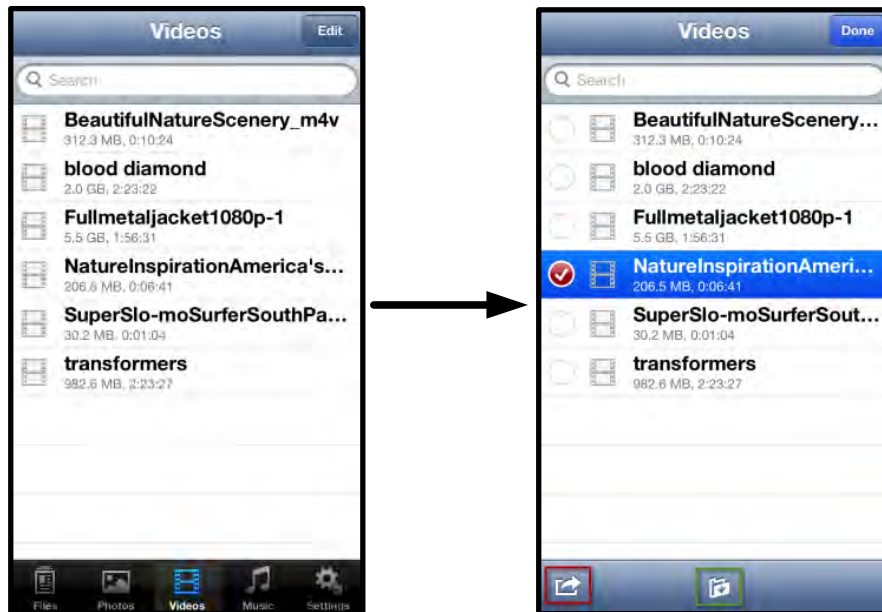 Videos
Edit
Search
BeautifulNatureScenery_m4v
312.3 MB, 0:10:24
blood diamond
2.0 GB, 2:23:22
Fullmetaljacket1080p-1
5.5 GB, 1:56:31
NatureInspirationAmerica's...
206.5 MB, 0:06:41
SuperSlo-moSurferSouthPa...
30.2 MB, 0:01:04
transformers
982.6 MB, 2:23:27
Files
Photos
Videos
Music
Settings
Videos
Done
Search
BeautifulNatureScenery...
312.3 MB, 0:10:24
blood diamond
2.0 GB, 2:23:22
Fullmetaljacket1080p-1
5.5 GB, 1:56:31
NatureInspirationAmeri...
206.5 MB, 0:06:41
SuperSlo-moSurferSout...
30.2 MB, 0:01:04
transformers
982.6 MB, 2:23:27